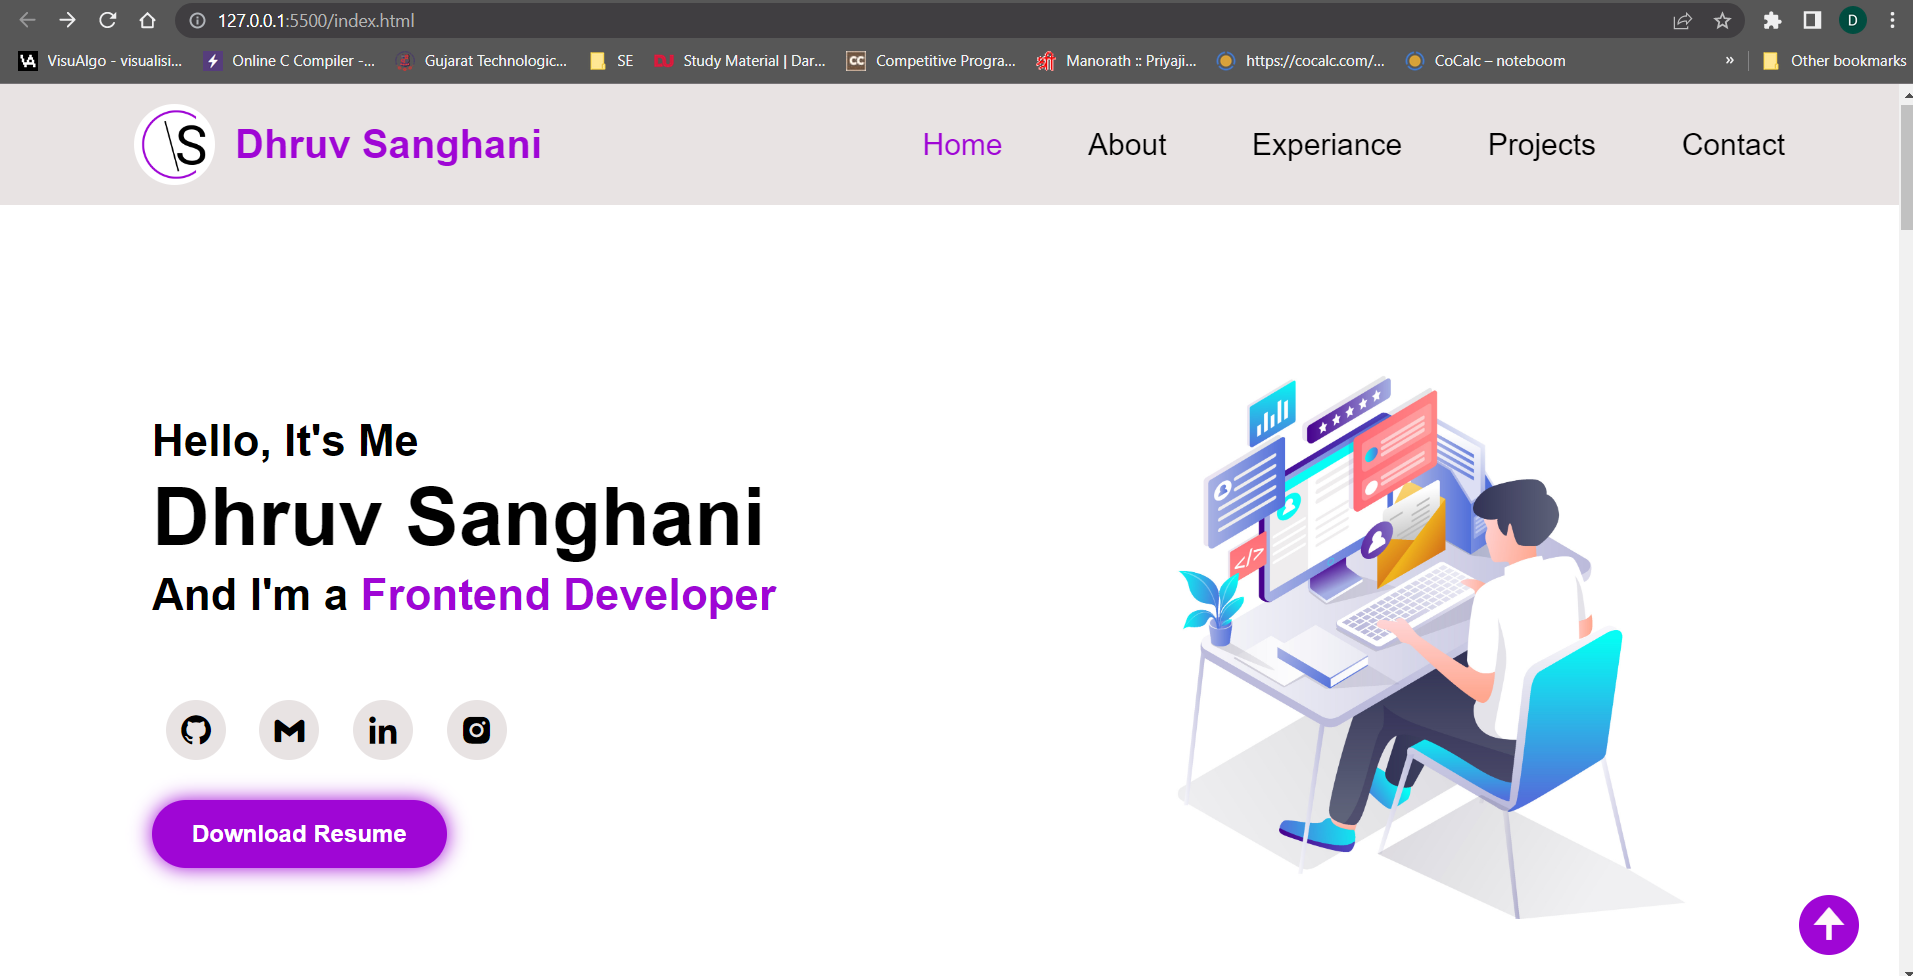 127.0.0.1:5500/index.html
D
VisuAlgo - visualisi...
Online C Compiler -...
Gujarat Technologic...
SE
Study Material | Dar...
CC
Competitive Progra...
Manorath :: Priyaji...
https://cocalc.com/...
CoCalc – noteboom
»
Other bookmarks
\S
Dhruv Sanghani
Home
About
Experiance
Projects
Contact
Hello, It's Me
Dhruv Sanghani
And I'm a Frontend Developer
</>
in
Download Resume